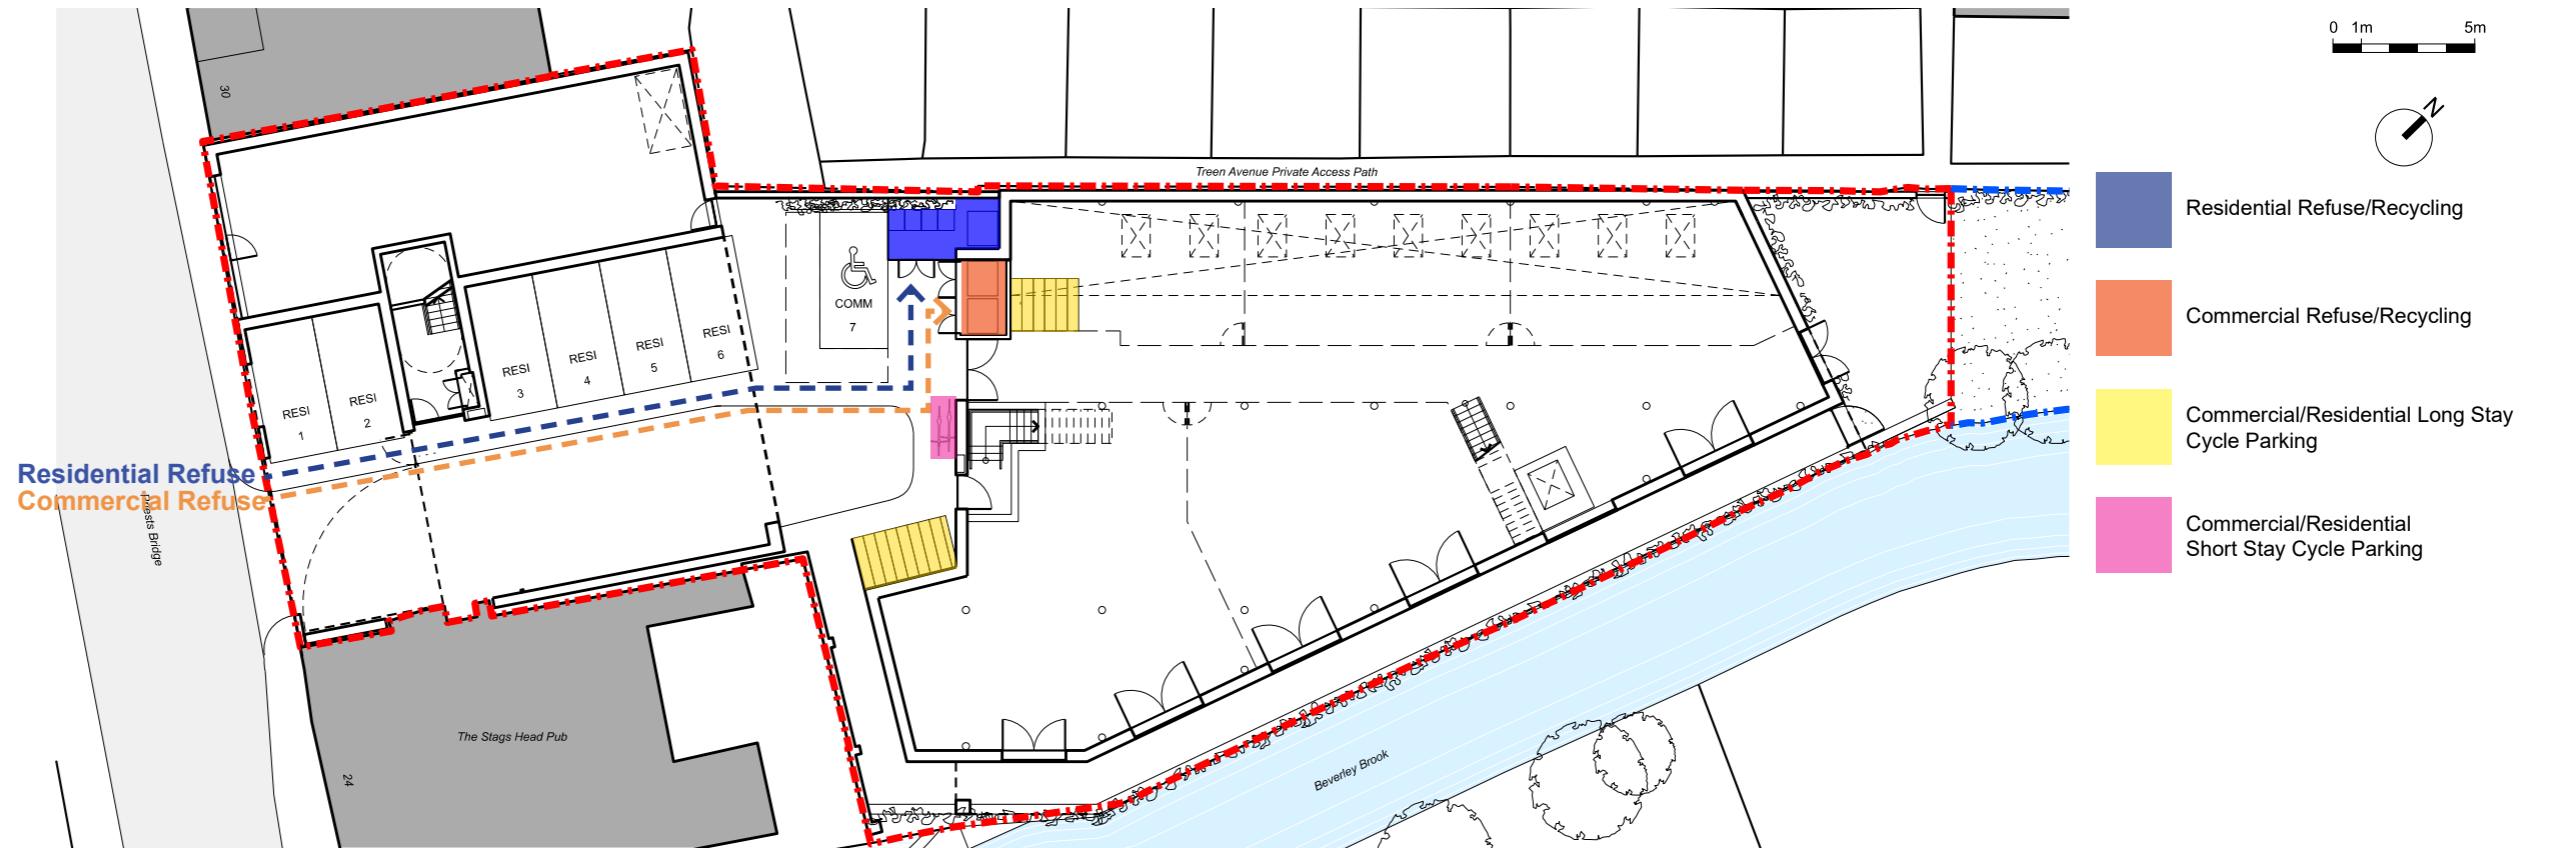 0 1m 5m
N
30
Treen Avenue Private Access Path
Residential Refuse/Recycling
COMM
7
Commercial Refuse/Recycling
RESI
1
RESI
2
RESI
3
RESI
4
RESI
5
RESI
6
Commercial/Residential Long Stay
Cycle Parking
Residential Refuse
Commercial Refuse
Priests Bridge
Commercial/Residential
Short Stay Cycle Parking
The Stags Head Pub
24
Beverley Brook